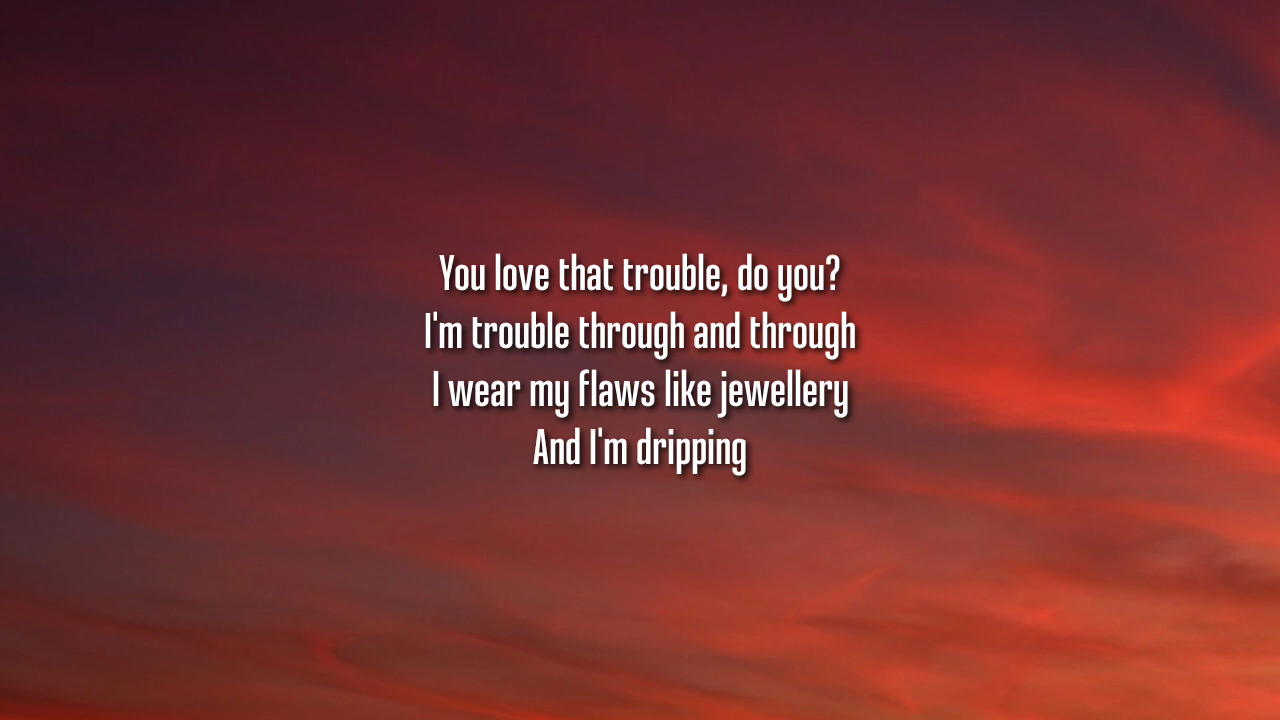 You love that trouble, do you?
I'm trouble through and through
I wear my flaws like jewellery
And I'm dripping